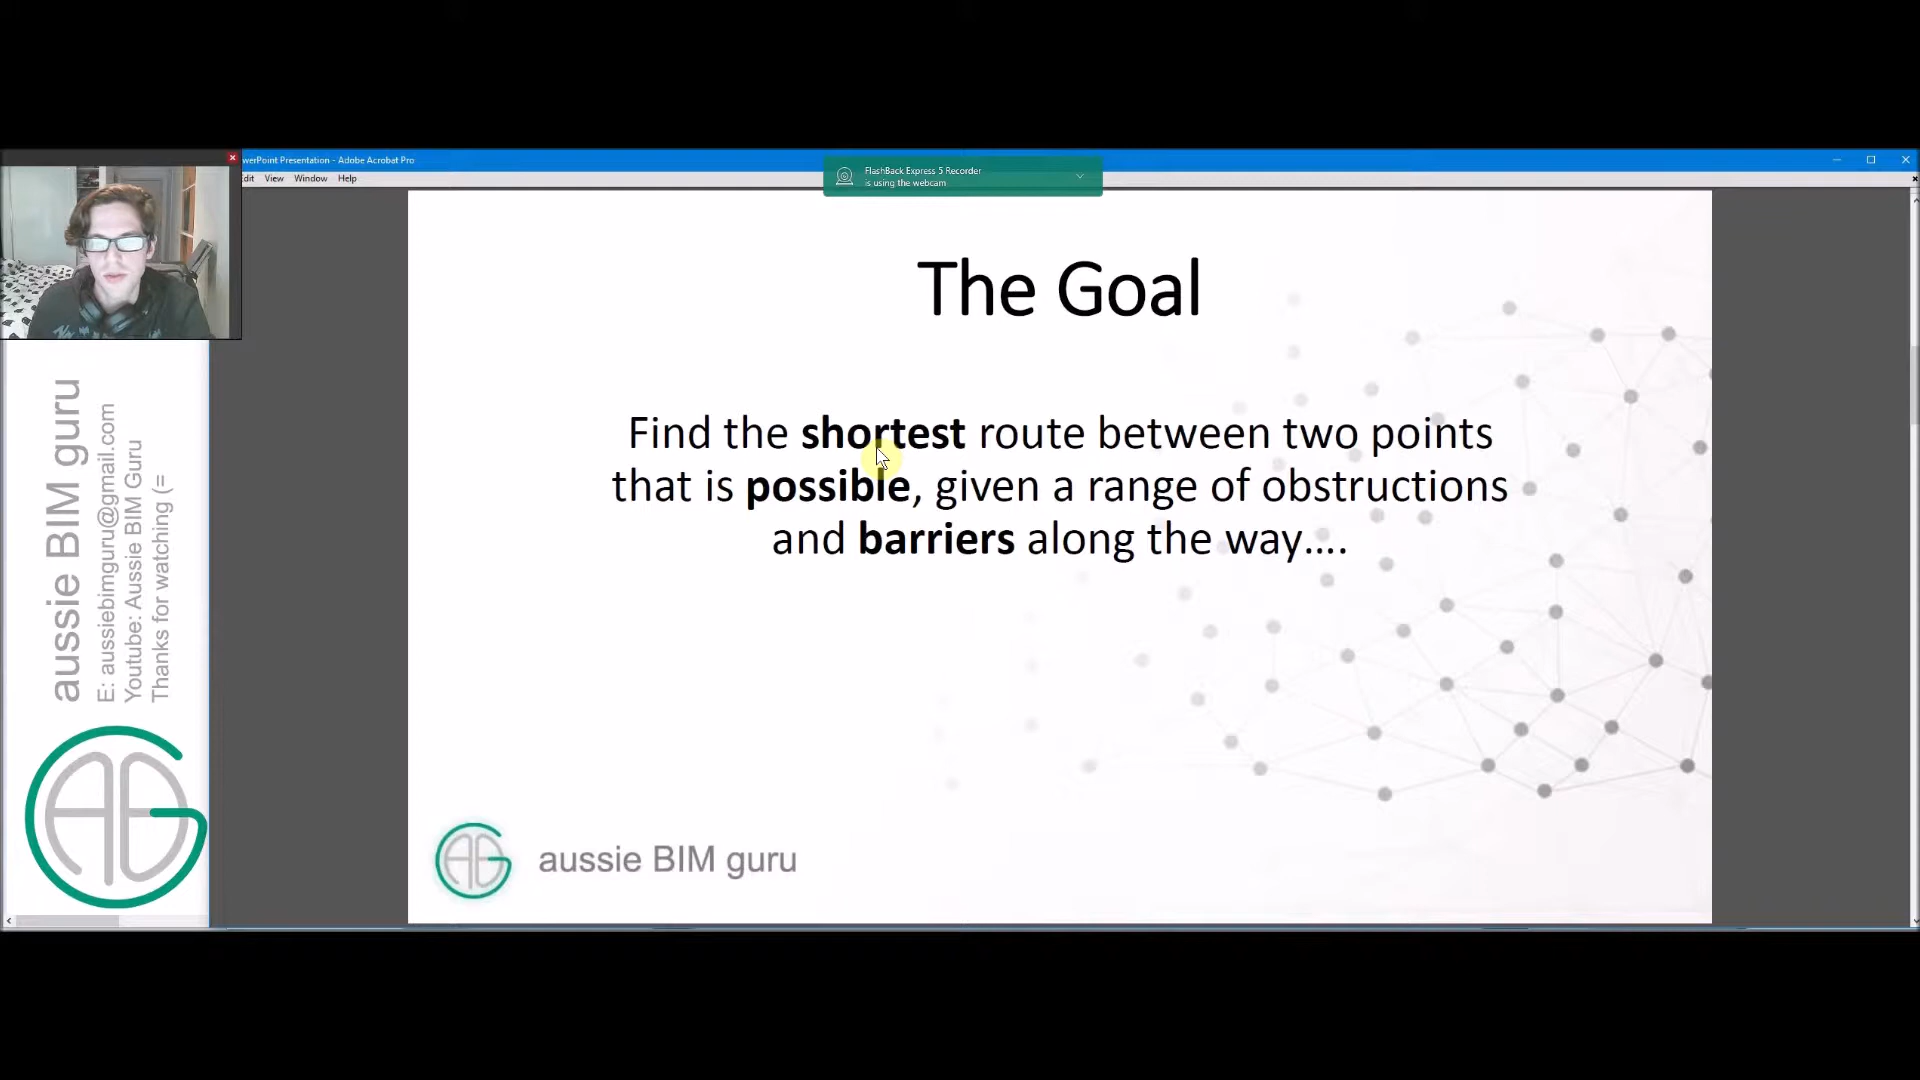 werPoint Presentation - Adobe Acrobat Pro
dit View Window Help
FlashBack Express 5 Recorder
is using the webcam
The Goal
Find the shortest route between two points
that is possible, given a range of obstructions
and barriers along the way....
aussie BIM guru
aussie BIM guru
E: aussiebimguru@gmail.com
Youtube: Aussie BIM Guru
Thanks for watching (=